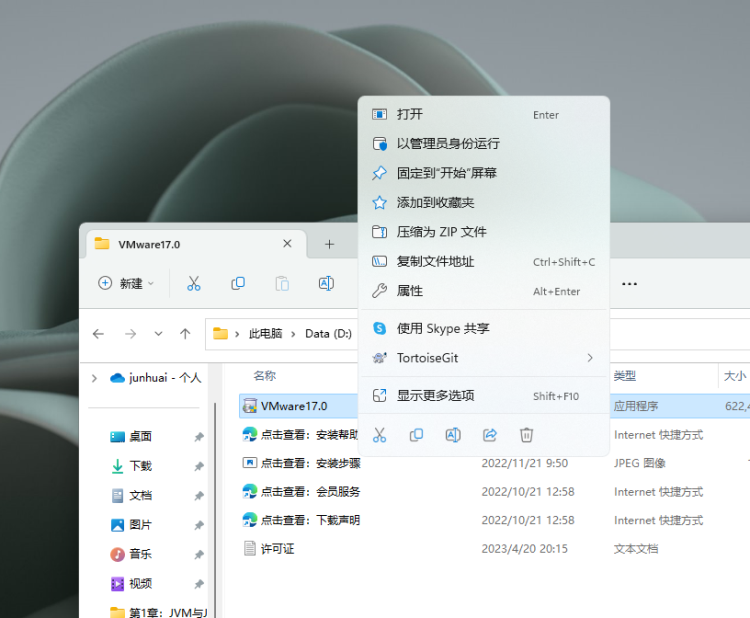 打开 Enter
以管理员身份运行
固定到"开始"屏幕
添加到收藏夹
压缩为 ZIP 文件
复制文件地址 Ctrl+Shift+C
属性 Alt+Enter
使用 Skype 共享
TortoiseGit
显示更多选项 Shift+F10
VMware17.0
新建
此电脑 Data (D:)
junhuai - 个人
桌面
下载
文档
图片
音乐
视频
第1章：JVM与J
名称 类型 大小
VMware17.0 应用程序 622,4
点击查看：安装帮助 Internet 快捷方式
点击查看：安装步骤 2022/11/21 9:50 JPEG 图像
点击查看：会员服务 2022/10/21 12:58 Internet 快捷方式
点击查看：下载声明 2022/10/21 12:58 Internet 快捷方式
许可证 2023/4/20 20:15 文本文档